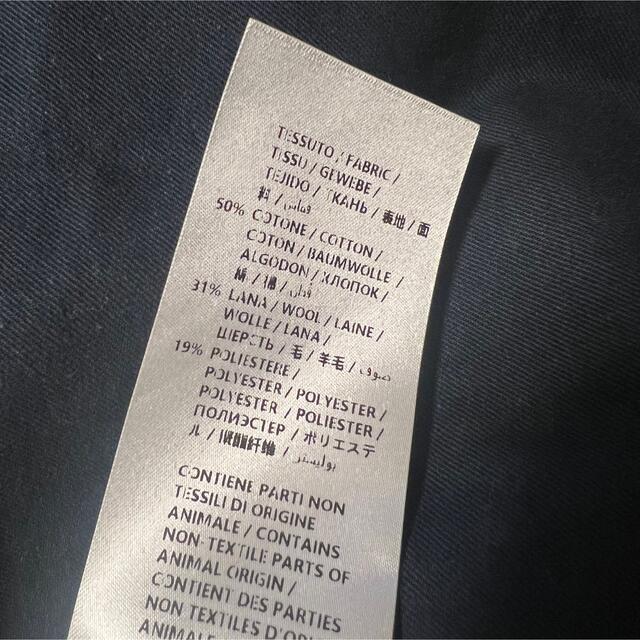 TESSUTO / FABRIC /
TISSU / GEWEBE /
TEJIDO / ТКАНЬ / 表地 / 面
料 / قماش
50% COTONE / COTTON /
COTON / BAUMWOLLE /
ALGODON / ХЛОПОК /
綿 / 棉 / قطن
31% LANA / WOOL / LAINE /
WOLLE / LANA /
ШЕРСТЬ / 毛 / 羊毛 / صوف
19% POLIESTERE /
POLYESTER / POLYESTER /
POLYESTER / POLIESTER /
ПОЛИЭСТЕР / ポリエステ
ル / 聚酯纤维 / بوليستر
CONTIENE PARTI NON
TESSILI DI ORIGINE
ANIMALE / CONTAINS
NON-TEXTILE PARTS OF
ANIMAL ORIGIN /
CONTIENT DES PARTIES
NON TEXTILES D'ORI
ANIMALE